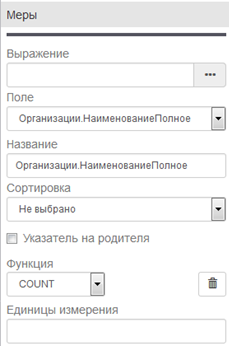 Меры
Выражение
...
Поле
Организации.НаименованиеПолное
Название
Организации.НаименованиеПолное
Сортировка
Не выбрано
Указатель на родителя
Функция
COUNT
Единицы измерения